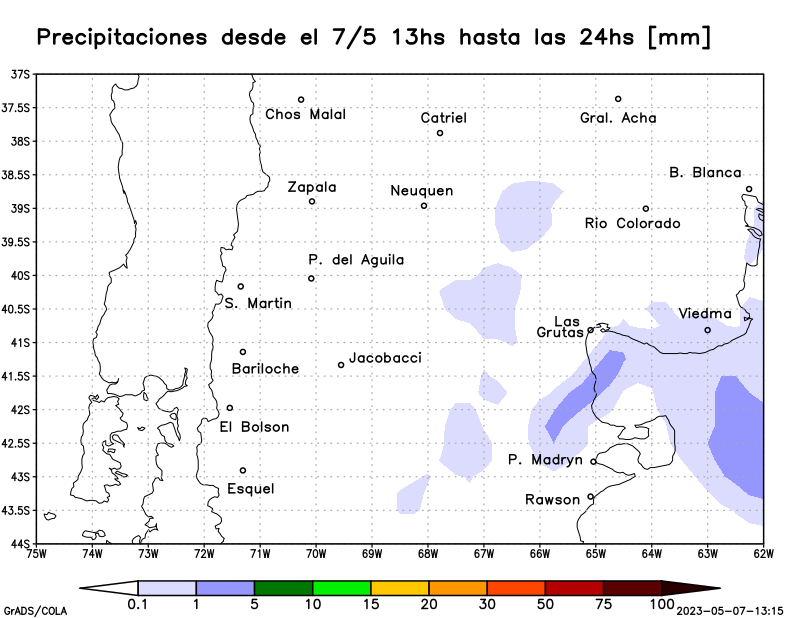 Precipitaciones desde el 7/5 13hs hasta las 24hs [mm]
37S
37.5S
Chos Malal
Catriel
Gral. Acha
38S
38.5S
B. Blanca
Zapala
Neuquen
39S
Rio Colorado
39.5S
P. del Aguila
40S
S. Martin
40.5S
Las
Grutas
Viedma
41S
Bariloche
Jacobacci
41.5S
42S
El Bolson
42.5S
P. Madryn
43S
Esquel
Rawson
43.5S
44S
75W 74W 73W 72W 71W 70W 69W 68W 67W 66W 65W 64W 63W 62W
0.1 1 5 10 15 20 30 50 75 100
GrADS/COLA
2023-05-07-13:15